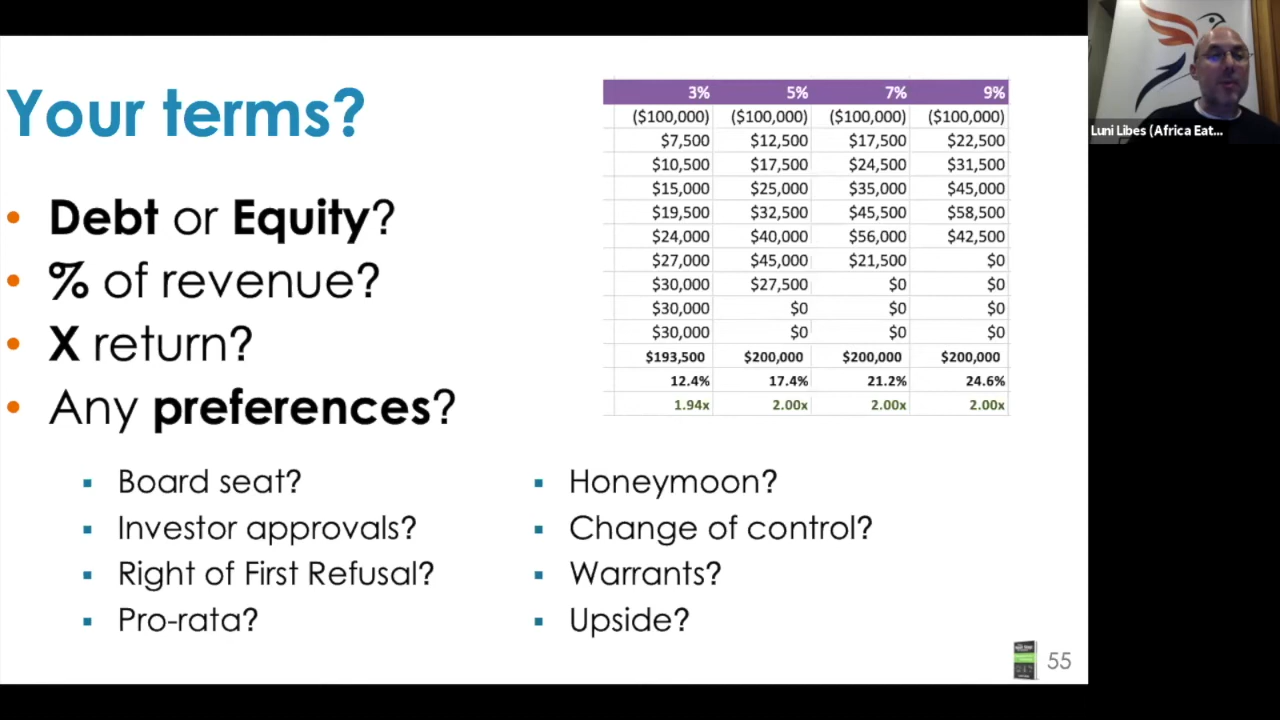 Your terms?
• Debt or Equity?
• % of revenue?
• X return?
• Any preferences?
▪ Board seat?
▪ Investor approvals?
▪ Right of First Refusal?
▪ Pro-rata?
▪ Honeymoon?
▪ Change of control?
▪ Warrants?
▪ Upside?
3% 5% 7% 9%
($100,000) ($100,000) ($100,000) ($100,000)
$7,500 $12,500 $17,500 $22,500
$10,500 $17,500 $24,500 $31,500
$15,000 $25,000 $35,000 $45,000
$19,500 $32,500 $45,500 $58,500
$24,000 $40,000 $56,000 $42,500
$27,000 $45,000 $21,500 $0
$30,000 $27,500 $0 $0
$30,000 $0 $0 $0
$30,000 $0 $0 $0
$193,500 $200,000 $200,000 $200,000
12.4% 17.4% 21.2% 24.6%
1.94x 2.00x 2.00x 2.00x
55
Luni Libes (Africa Eat...